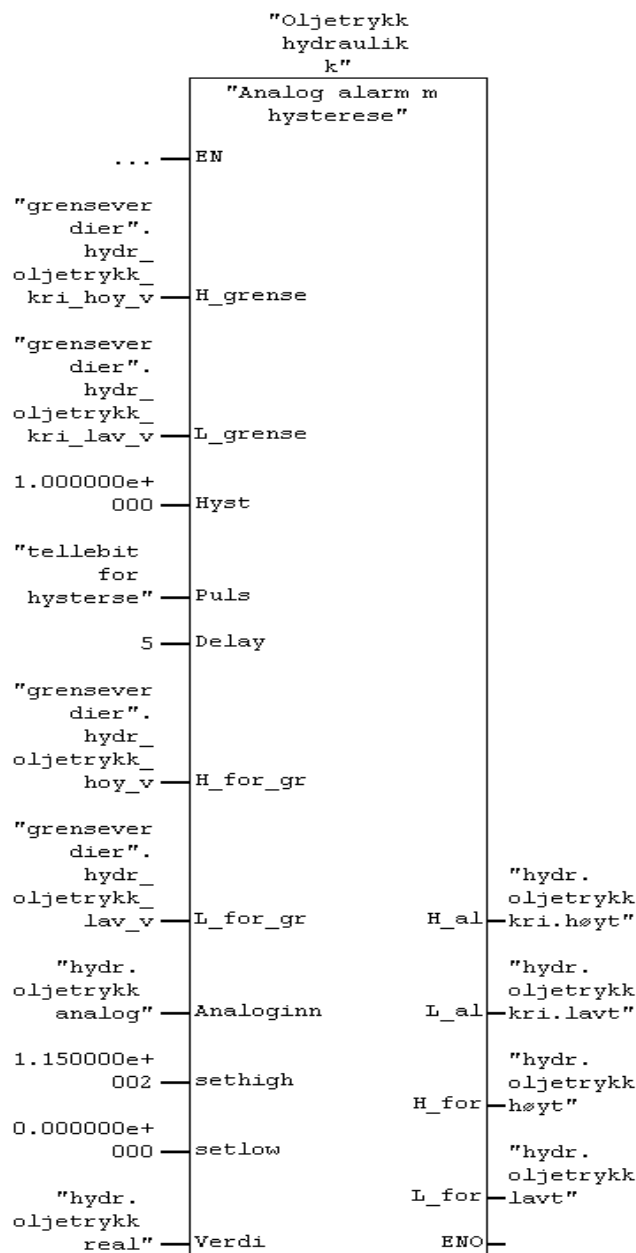 "Oljetrykk
hydraulik
k"
"Analog alarm m
hysterese"
... EN
"grensever
dier".
hydr_
oljetrykk_
kri_hoy_v H_grense
"grensever
dier".
hydr_
oljetrykk_
kri_lav_v L_grense
1.000000e+
000 Hyst
"tellebit
for
hysterse" Puls
5 Delay
"grensever
dier".
hydr_
oljetrykk_
hoy_v H_for_gr
"grensever
dier".
hydr_
oljetrykk_
lav_v L_for_gr
"hydr.
oljetrykk
H_al kri.høyt"
"hydr.
oljetrykk
analog" Analoginn
"hydr.
oljetrykk
L_al kri.lavt"
1.150000e+
002 sethigh
"hydr.
oljetrykk
H_for høyt"
0.000000e+
000 setlow
"hydr.
oljetrykk
L_for lavt"
"hydr.
oljetrykk
real" Verdi ENO